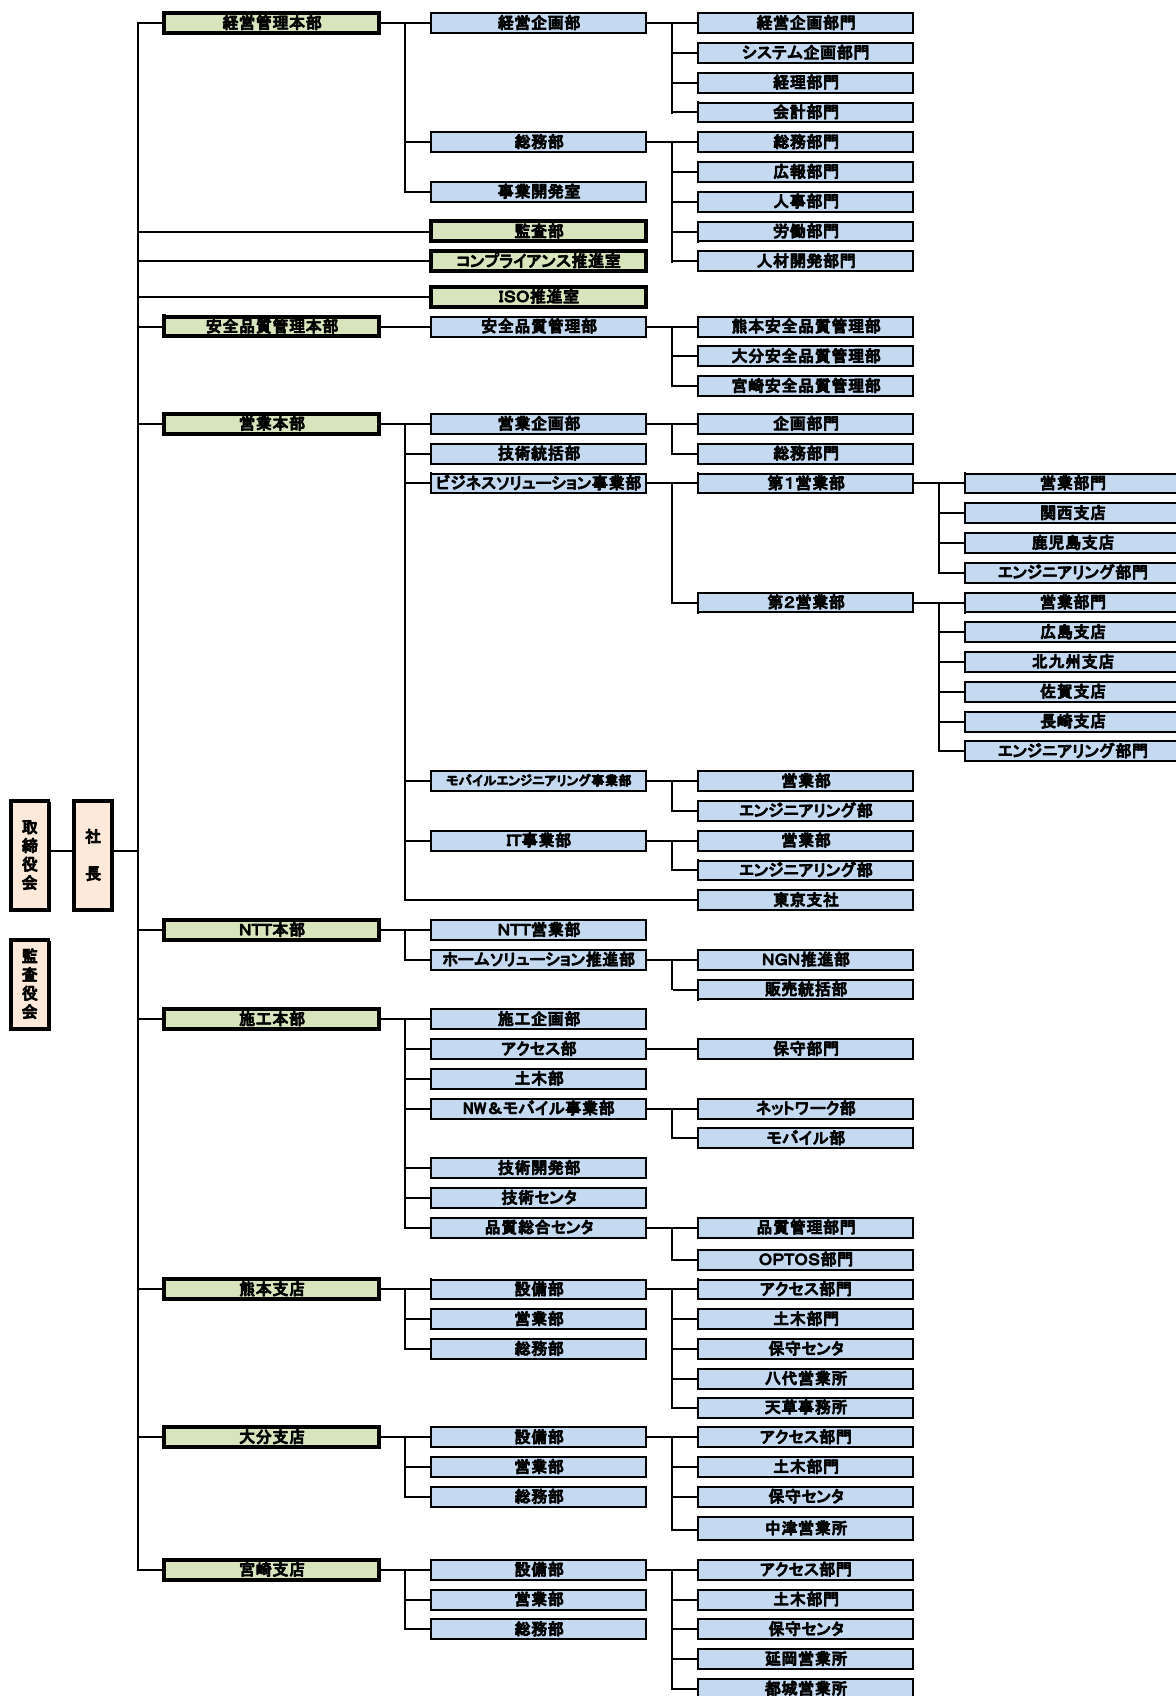 経営管理本部
経営企画部
経営企画部門
システム企画部門
経理部門
会計部門
総務部
総務部門
広報部門
事業開発室
人事部門
監査部
労働部門
コンプライアンス推進室
人材開発部門
ISO推進室
安全品質管理本部
安全品質管理部
熊本安全品質管理部
大分安全品質管理部
宮崎安全品質管理部
営業本部
営業企画部
企画部門
技術統括部
総務部門
ビジネスソリューション事業部
第1営業部
営業部門
関西支店
鹿児島支店
エンジニアリング部門
第2営業部
営業部門
広島支店
北九州支店
佐賀支店
長崎支店
エンジニアリング部門
モバイルエンジニアリング事業部
営業部
エンジニアリング部
取締役会
社長
IT事業部
営業部
エンジニアリング部
東京支社
NTT本部
NTT営業部
監査役会
ホームソリューション推進部
NGN推進部
販売統括部
施工本部
施工企画部
アクセス部
保守部門
土木部
NW&モバイル事業部
ネットワーク部
モバイル部
技術開発部
技術センタ
品質総合センタ
品質管理部門
OPTOS部門
熊本支店
設備部
アクセス部門
営業部
土木部門
総務部
保守センタ
八代営業所
天草事務所
大分支店
設備部
アクセス部門
営業部
土木部門
総務部
保守センタ
中津営業所
宮崎支店
設備部
アクセス部門
営業部
土木部門
総務部
保守センタ
延岡営業所
都城営業所